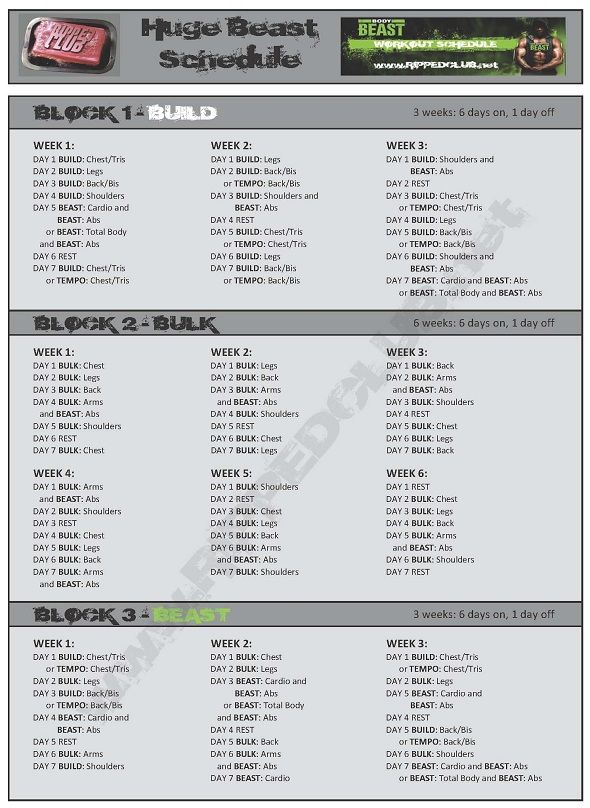 RIPPED CLUB
Huge Beast
Schedule
BODY
BEAST
WORKOUT SCHEDULE
www.RIPPEDCLUB.net
BEAST
BLOCK 1 - BUILD
3 weeks: 6 days on, 1 day off
WEEK 1:
DAY 1 BUILD: Chest/Tris
DAY 2 BUILD: Legs
DAY 3 BUILD: Back/Bis
DAY 4 BUILD: Shoulders
DAY 5 BEAST: Cardio and
BEAST: Abs
or BEAST: Total Body
and BEAST: Abs
DAY 6 REST
DAY 7 BUILD: Chest/Tris
or TEMPO: Chest/Tris
WEEK 2:
DAY 1 BUILD: Legs
DAY 2 BUILD: Back/Bis
or TEMPO: Back/Bis
DAY 3 BUILD: Shoulders and
BEAST: Abs
DAY 4 REST
DAY 5 BUILD: Chest/Tris
or TEMPO: Chest/Tris
DAY 6 BUILD: Legs
DAY 7 BUILD: Back/Bis
or TEMPO: Back/Bis
WEEK 3:
DAY 1 BUILD: Shoulders and
BEAST: Abs
DAY 2 REST
DAY 3 BUILD: Chest/Tris
or TEMPO: Chest/Tris
DAY 4 BUILD: Legs
DAY 5 BUILD: Back/Bis
or TEMPO: Back/Bis
DAY 6 BUILD: Shoulders and
BEAST: Abs
DAY 7 BEAST: Cardio and BEAST: Abs
or BEAST: Total Body and BEAST: Abs
BLOCK 2 - BULK
6 weeks: 6 days on, 1 day off
WEEK 1:
DAY 1 BULK: Chest
DAY 2 BULK: Legs
DAY 3 BULK: Back
DAY 4 BULK: Arms
and BEAST: Abs
DAY 5 BULK: Shoulders
DAY 6 REST
DAY 7 BULK: Chest
WEEK 2:
DAY 1 BULK: Legs
DAY 2 BULK: Back
DAY 3 BULK: Arms
and BEAST: Abs
DAY 4 BULK: Shoulders
DAY 5 REST
DAY 6 BULK: Chest
DAY 7 BULK: Legs
WEEK 3:
DAY 1 BULK: Back
DAY 2 BULK: Arms
and BEAST: Abs
DAY 3 BULK: Shoulders
DAY 4 REST
DAY 5 BULK: Chest
DAY 6 BULK: Legs
DAY 7 BULK: Back
WEEK 4:
DAY 1 BULK: Arms
and BEAST: Abs
DAY 2 BULK: Shoulders
DAY 3 REST
DAY 4 BULK: Chest
DAY 5 BULK: Legs
DAY 6 BULK: Back
DAY 7 BULK: Arms
and BEAST: Abs
WEEK 5:
DAY 1 BULK: Shoulders
DAY 2 REST
DAY 3 BULK: Chest
DAY 4 BULK: Legs
DAY 5 BULK: Back
DAY 6 BULK: Arms
and BEAST: Abs
DAY 7 BULK: Shoulders
WEEK 6:
DAY 1 REST
DAY 2 BULK: Chest
DAY 3 BULK: Legs
DAY 4 BULK: Back
DAY 5 BULK: Arms
and BEAST: Abs
DAY 6 BULK: Shoulders
DAY 7 REST
BLOCK 3 - BEAST
3 weeks: 6 days on, 1 day off
WEEK 1:
DAY 1 BUILD: Chest/Tris
or TEMPO: Chest/Tris
DAY 2 BULK: Legs
DAY 3 BUILD: Back/Bis
or TEMPO: Back/Bis
DAY 4 BEAST: Cardio and
BEAST: Abs
DAY 5 REST
DAY 6 BULK: Arms
DAY 7 BUILD: Shoulders
WEEK 2:
DAY 1 BULK: Chest
DAY 2 BULK: Legs
DAY 3 BEAST: Cardio and
BEAST: Abs
or BEAST: Total Body
and BEAST: Abs
DAY 4 REST
DAY 5 BULK: Back
DAY 6 BULK: Arms
and BEAST: Abs
DAY 7 BEAST: Cardio
WEEK 3:
DAY 1 BUILD: Chest/Tris
or TEMPO: Chest/Tris
DAY 2 BULK: Legs
DAY 5 BEAST: Cardio and
BEAST: Abs
DAY 4 REST
DAY 5 BUILD: Back/Bis
or TEMPO: Back/Bis
DAY 6 BULK: Shoulders
DAY 7 BEAST: Cardio and BEAST: Abs
or BEAST: Total Body and BEAST: Abs
www.RIPPEDCLUB.net